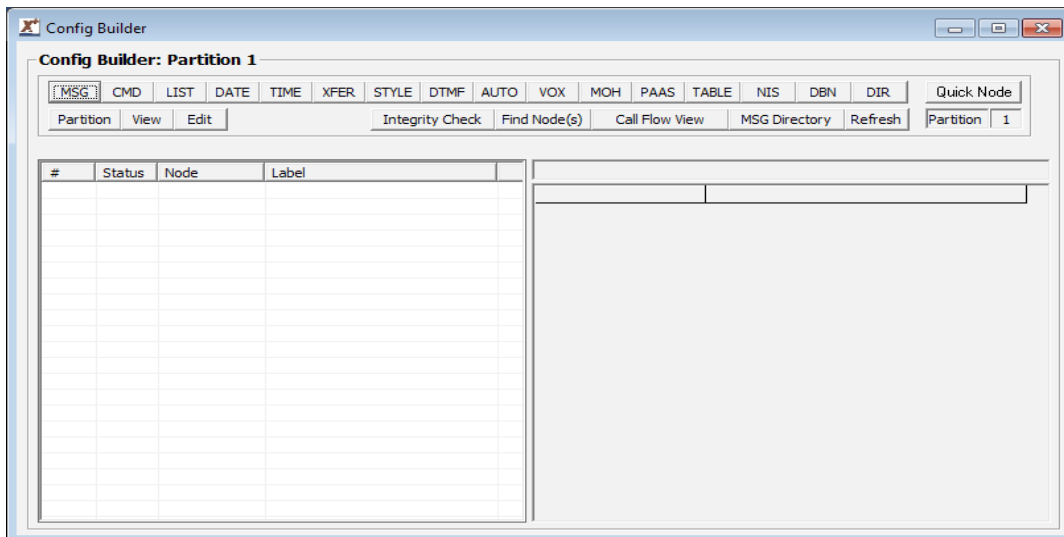 Config Builder
Config Builder: Partition 1
MSG CMD LIST DATE TIME XFER STYLE DTMF AUTO VOX MOH PAAS TABLE NIS DBN DIR Quick Node
Partition View Edit Integrity Check Find Node(s) Call Flow View MSG Directory Refresh Partition 1
# Status Node Label